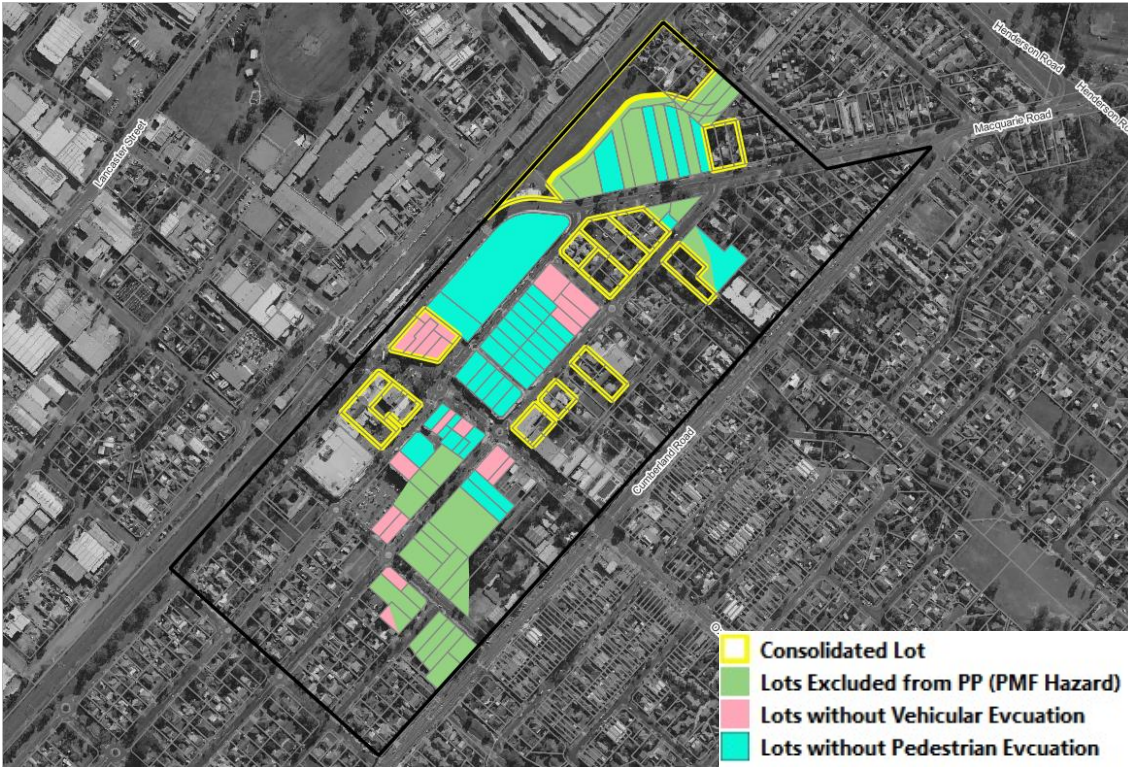 Henderson Road
Henderson Ro
Macquarie Road
Lancaster Street
Cumberland Road
O
Consolidated Lot
Lots Excluded from PP (PMF Hazard)
Lots without Vehicular Evcuation
Lots without Pedestrian Evcuation